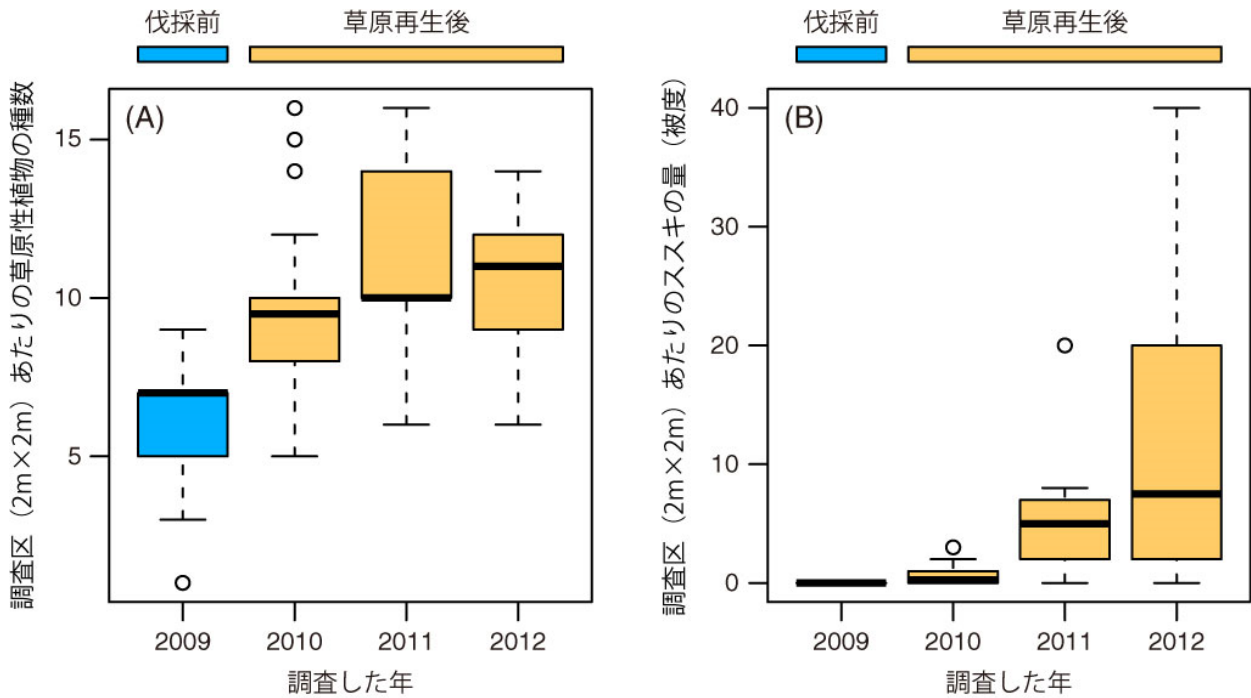 伐採前
草原再生後
(A)
調査区（2m×2m）あたりの草原性植物の種数
15
10
5
2009
2010
2011
2012
調査した年
伐採前
草原再生後
(B)
調査区（2m×2m）あたりのススキの量（被度）
40
30
20
10
0
2009
2010
2011
2012
調査した年